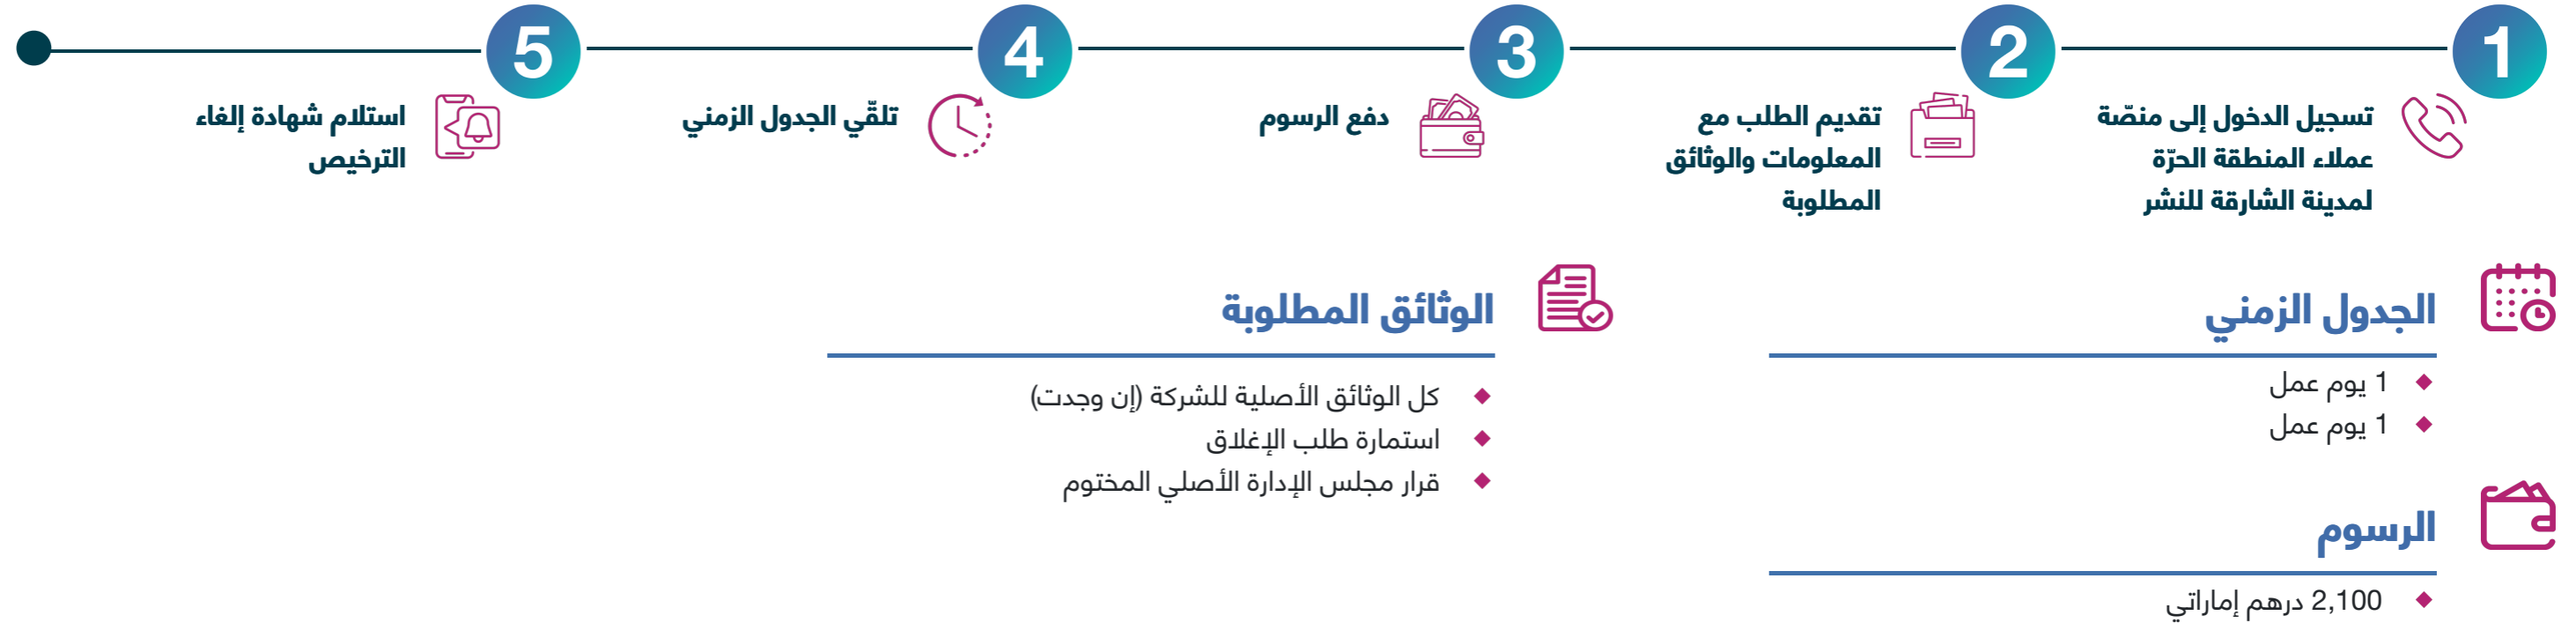 1
تسجيل الدخول إلى منصّة
عملاء المنطقة الحرّة
لمدينة الشارقة للنشر
2
تقديم الطلب مع
المعلومات والوثائق
المطلوبة
3
دفع الرسوم
4
تلقّي الجدول الزمني
5
استلام شهادة إلغاء
الترخيص
الجدول الزمني
1 يوم عمل
1 يوم عمل
الرسوم
2,100 درهم إماراتي
الوثائق المطلوبة
كل الوثائق الأصلية للشركة (إن وجدت)
استمارة طلب الإغلاق
قرار مجلس الإدارة الأصلي المختوم